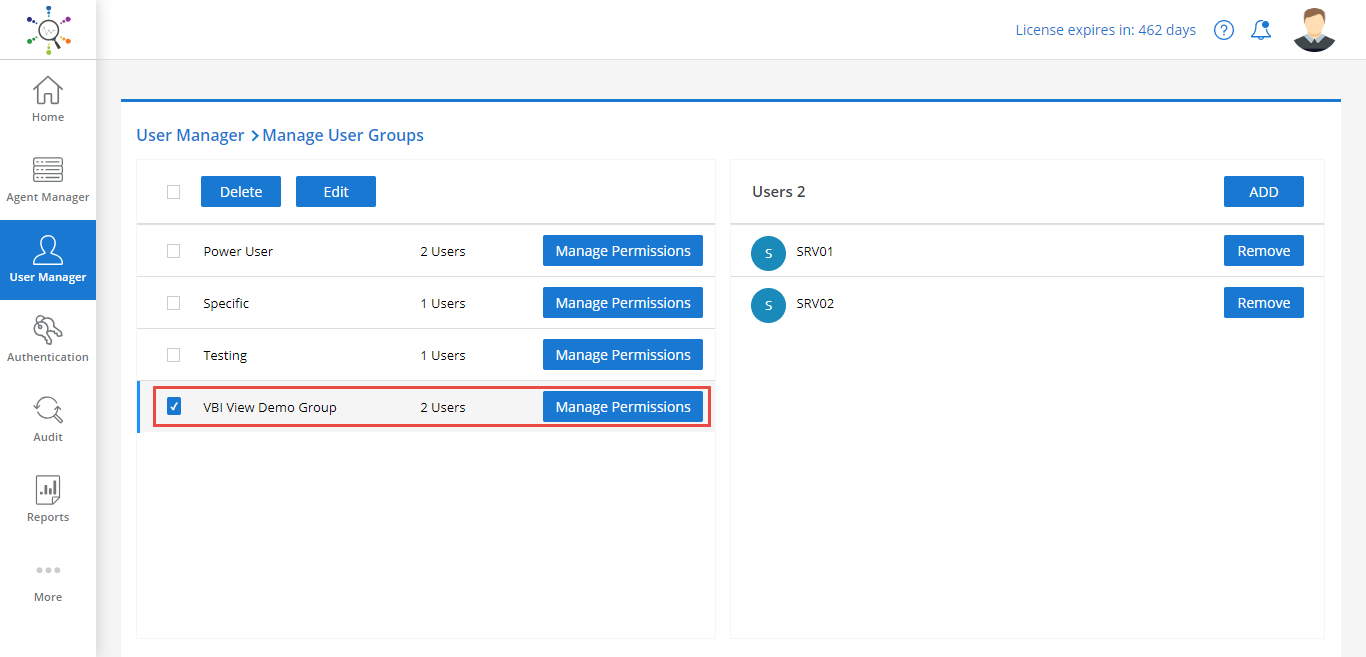 License expires in: 462 days
?
Home
Agent Manager
User Manager
Authentication
Audit
Reports
More
User Manager > Manage User Groups
Delete Edit
Power User 2 Users Manage Permissions
Specific 1 Users Manage Permissions
Testing 1 Users Manage Permissions
VBI View Demo Group 2 Users Manage Permissions
Users 2 ADD
S SRV01 Remove
S SRV02 Remove